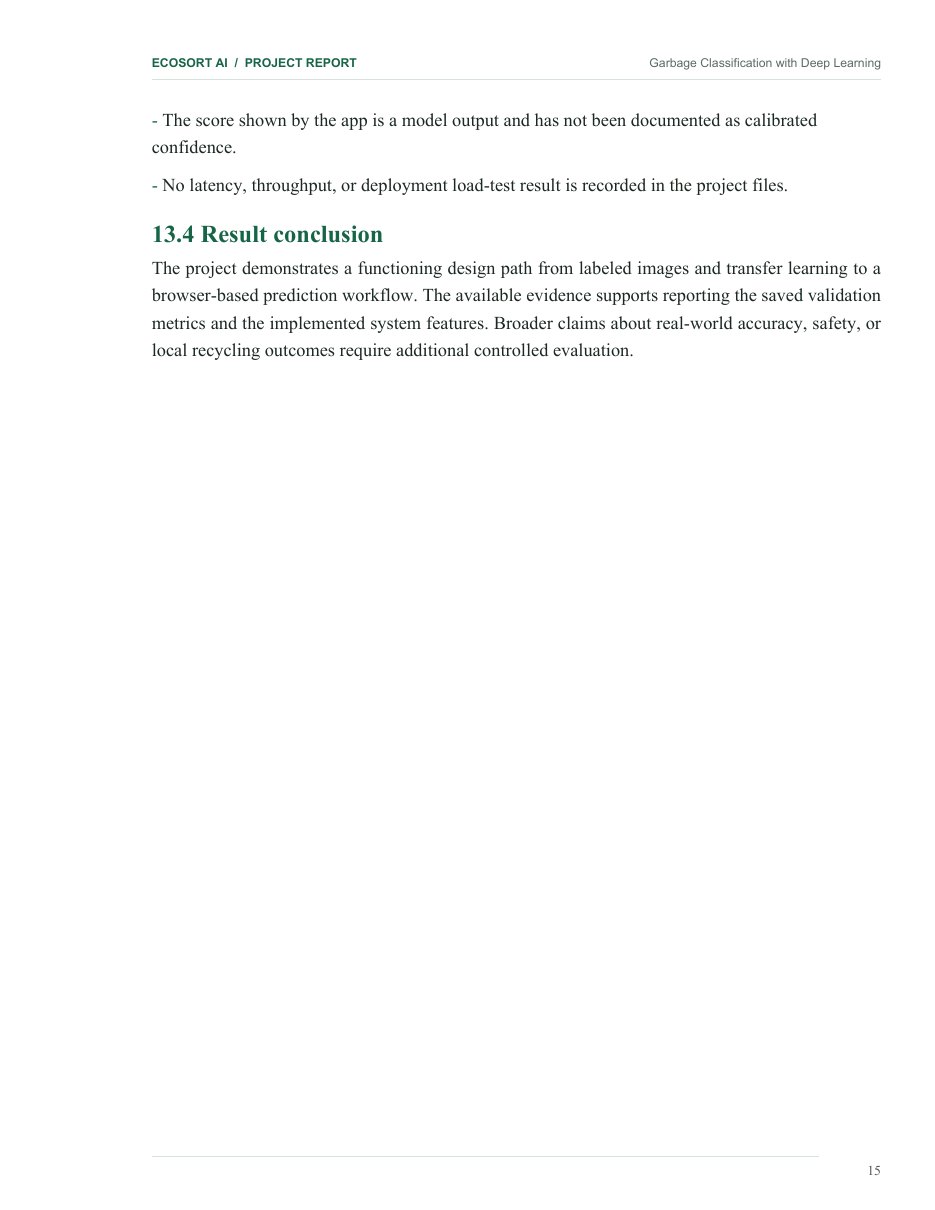 ECOSORT AI / PROJECT REPORT
Garbage Classification with Deep Learning
- The score shown by the app is a model output and has not been documented as calibrated
confidence.
- No latency, throughput, or deployment load-test result is recorded in the project files.
13.4 Result conclusion
The project demonstrates a functioning design path from labeled images and transfer learning to a
browser-based prediction workflow. The available evidence supports reporting the saved validation
metrics and the implemented system features. Broader claims about real-world accuracy, safety, or
local recycling outcomes require additional controlled evaluation.
15